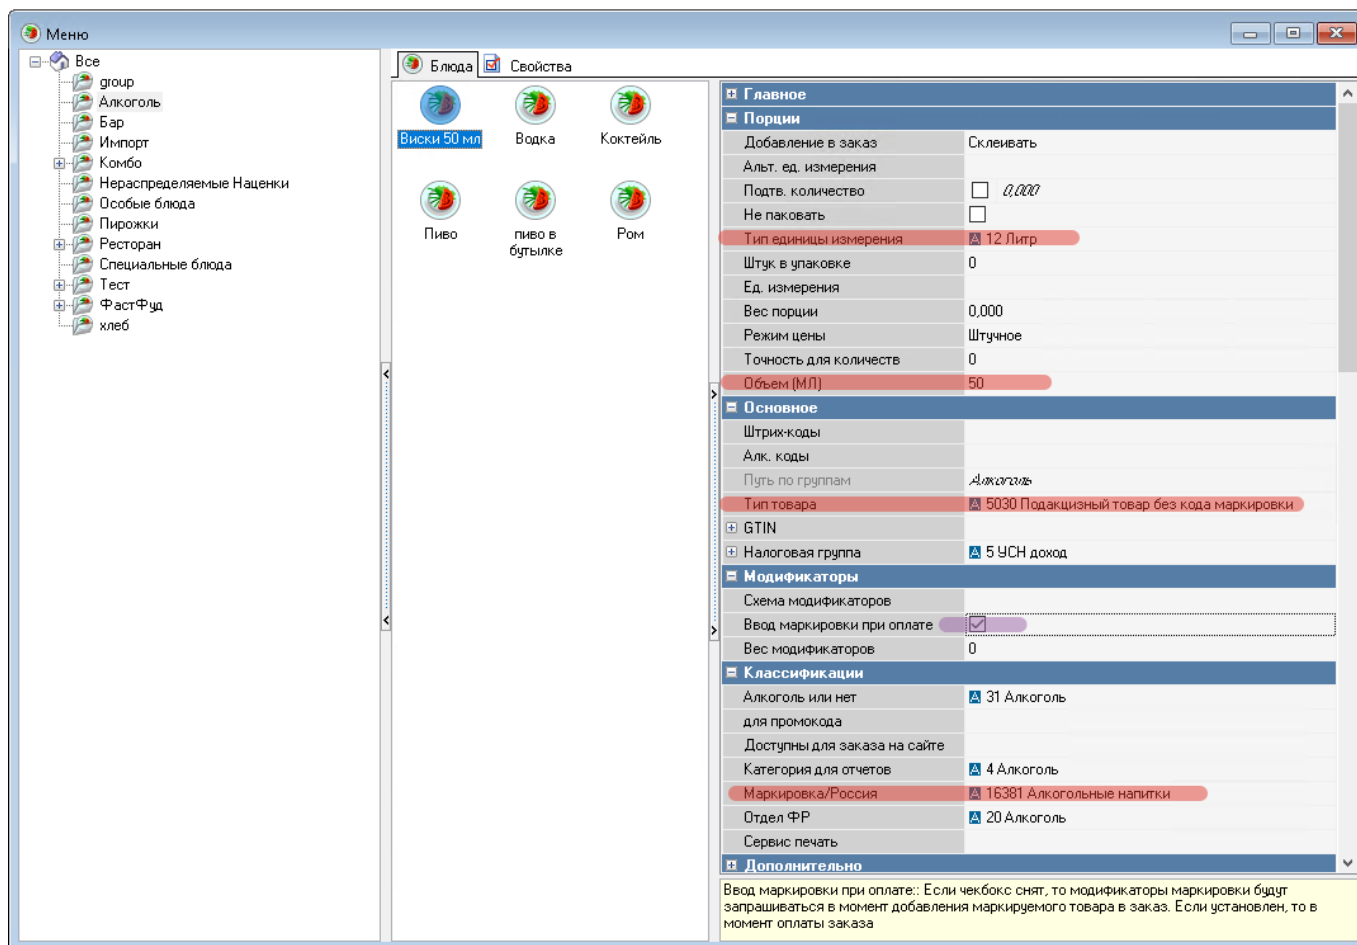 Меню
Все
group
Алкоголь
Бар
Импорт
Комбо
Нераспределяемые Наценки
Особые блюда
Пирожки
Ресторан
Специальные блюда
Тест
ФастФуд
хлеб
Блюда Свойства
Виски 50 мл Водка Коктейль
Пиво пиво в Ром
бутылке
Главное
Порции
Добавление в заказ Склеивать
Альт. ед. измерения
Подтв. количество 0,000
Не паковать
Тип единицы измерения A 12 Литр
Штук в упаковке 0
Ед. измерения
Вес порции 0,000
Режим цены Штучное
Точность для количеств 0
Объем (МЛ) 50
Основное
Штрих-коды
Алк. коды
Путь по группам Алкоголь
Тип товара A 5030 Подакцизный товар без кода маркировки
GTIN
Налоговая группа A 5 УСН доход
Модификаторы
Схема модификаторов
Ввод маркировки при оплате
Вес модификаторов 0
Классификации
Алкоголь или нет A 31 Алкоголь
для промокода
Доступны для заказа на сайте
Категория для отчетов A 4 Алкоголь
Маркировка/Россия A 16381 Алкогольные напитки
Отдел ФР A 20 Алкоголь
Сервис печать
Дополнительно
Ввод маркировки при оплате:: Если чекбокс снят, то модификаторы маркировки будут
запрашиваться в момент добавления маркируемого товара в заказ. Если установлен, то в
момент оплаты заказа